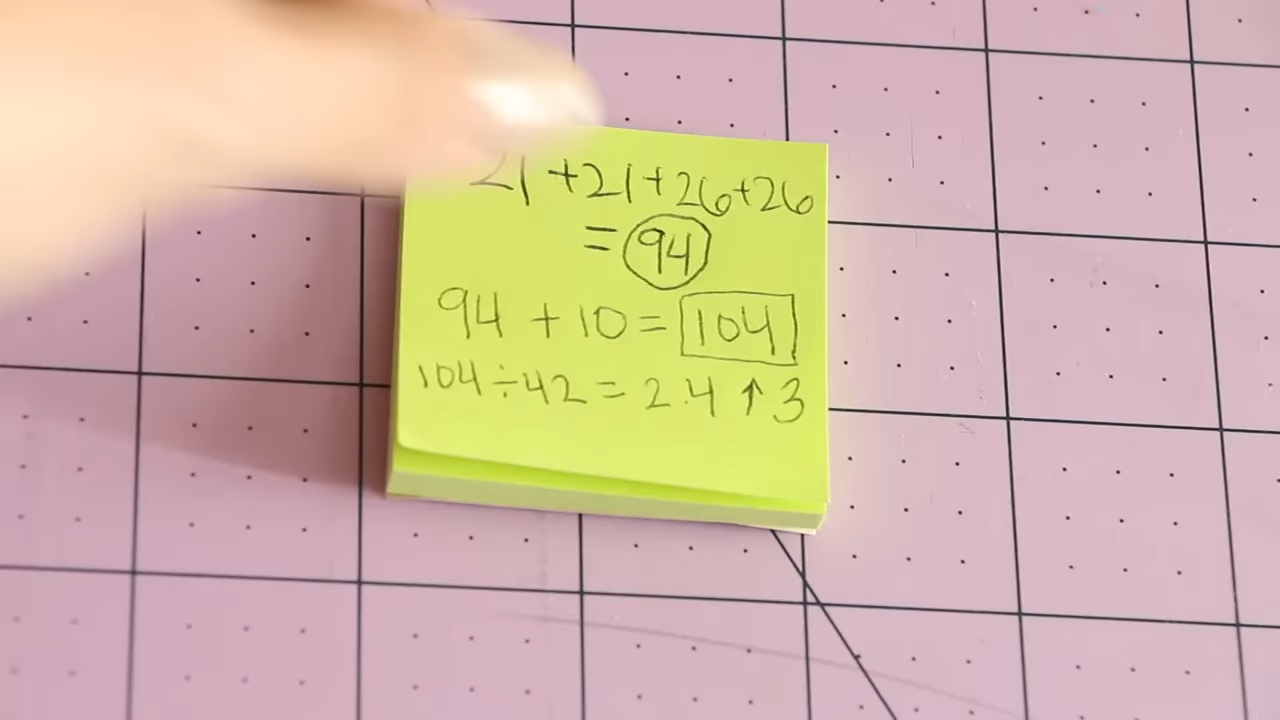 21 +21+26+26
= 94
94 + 10 = 104
104 ÷ 42 = 2.4 ↑ 3